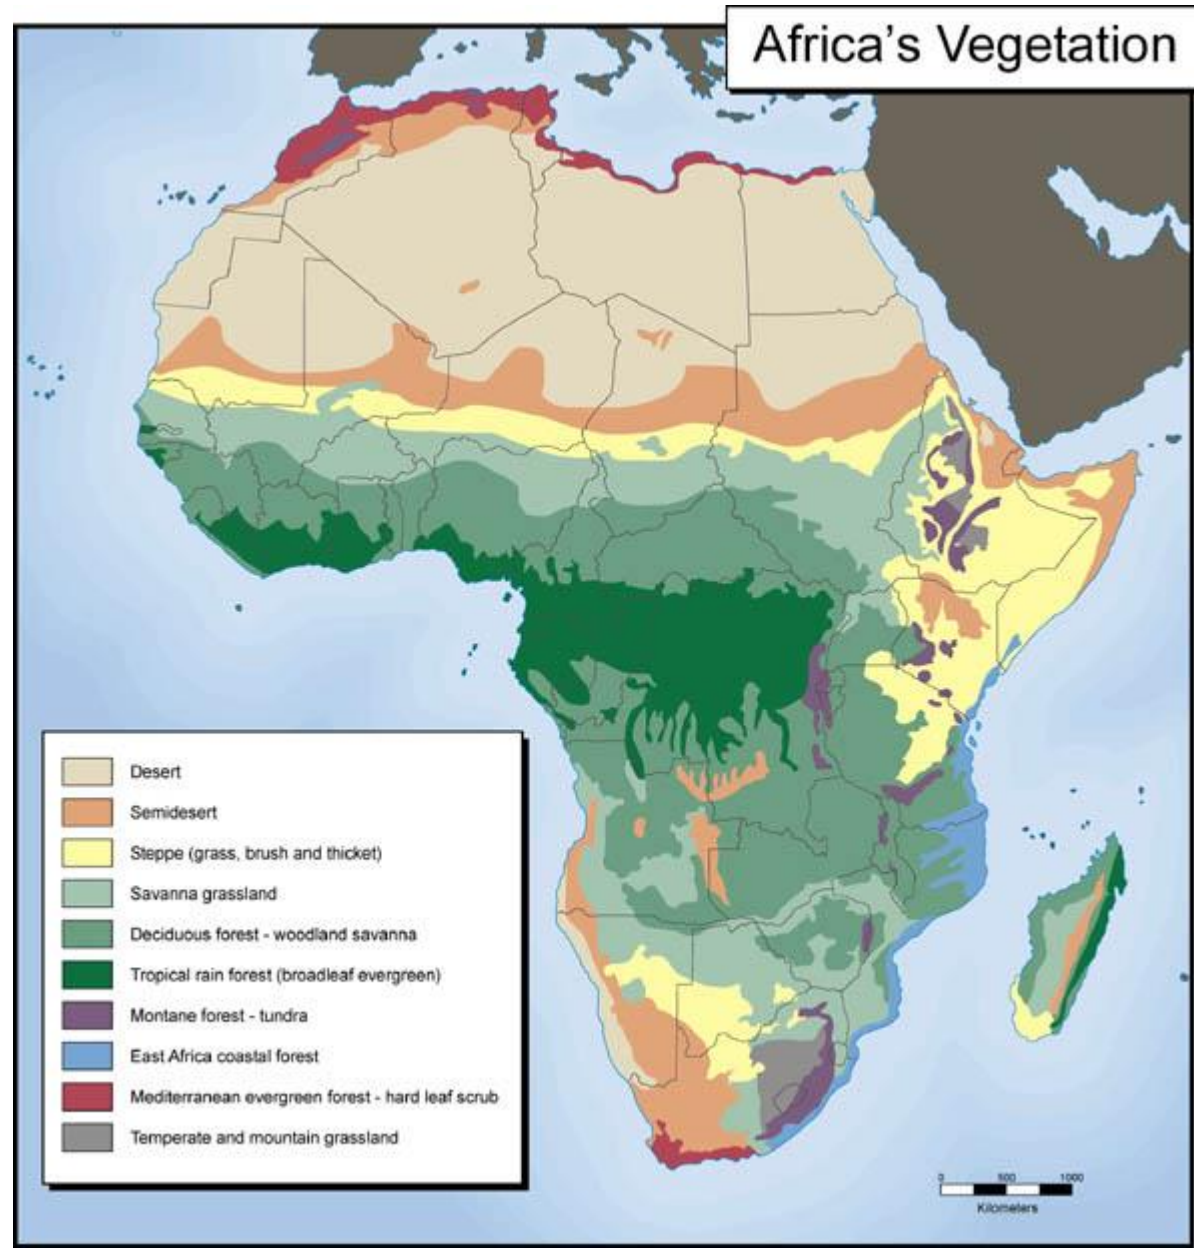 Africa's Vegetation
Desert
Semidesert
Steppe (grass, brush and thicket)
Savanna grassland
Deciduous forest - woodland savanna
Tropical rain forest (broadleaf evergreen)
Montane forest - tundra
East Africa coastal forest
Mediterranean evergreen forest - hard leaf scrub
Temperate and mountain grassland
0 500 1000
Kilometers